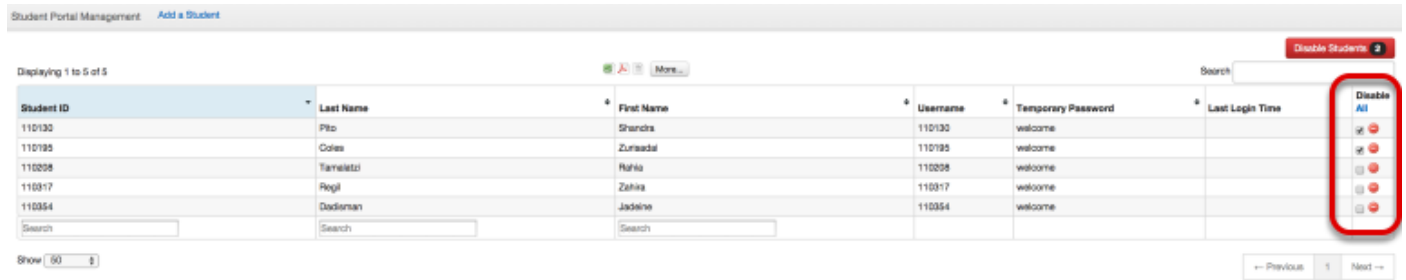 Student Portal Management Add a Student
Disable Students 2
Displaying 1 to 5 of 5 More... Search
Student ID Last Name First Name Username Temporary Password Last Login Time Disable All
110130 Pito Shandra 110130 welcome
110195 Coles Zurisadai 110195 welcome
110208 Tamalatzi Rahia 110208 welcome
110317 Regil Zahira 110317 welcome
110354 Dadisman Jadeine 110354 welcome
Search Search Search
Show 50 ← Previous 1 Next →